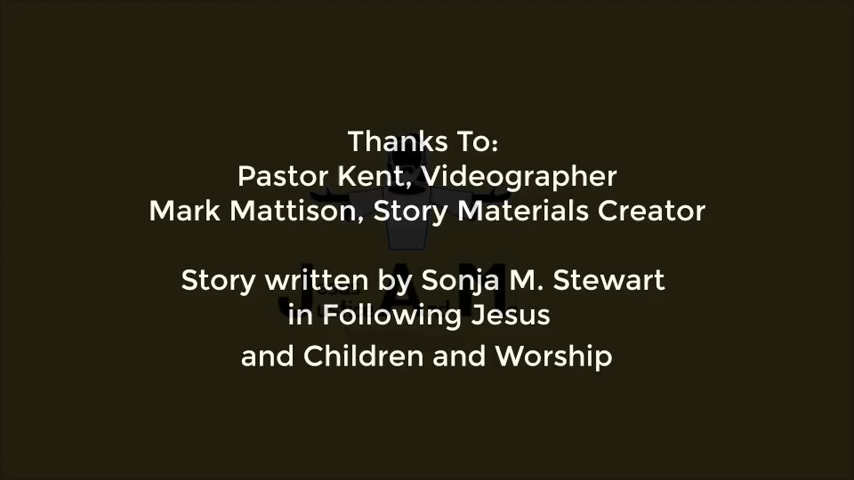 Thanks To:
Pastor Kent, Videographer
Mark Mattison, Story Materials Creator
Story written by Sonja M. Stewart
in Following Jesus
and Children and Worship
J A M